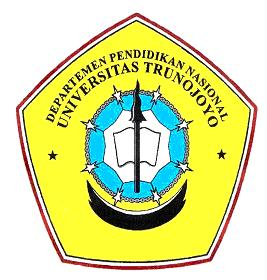 DEPARTEMEN PENDIDIKAN NASIONAL
UNIVERSITAS TRUNOJOYO